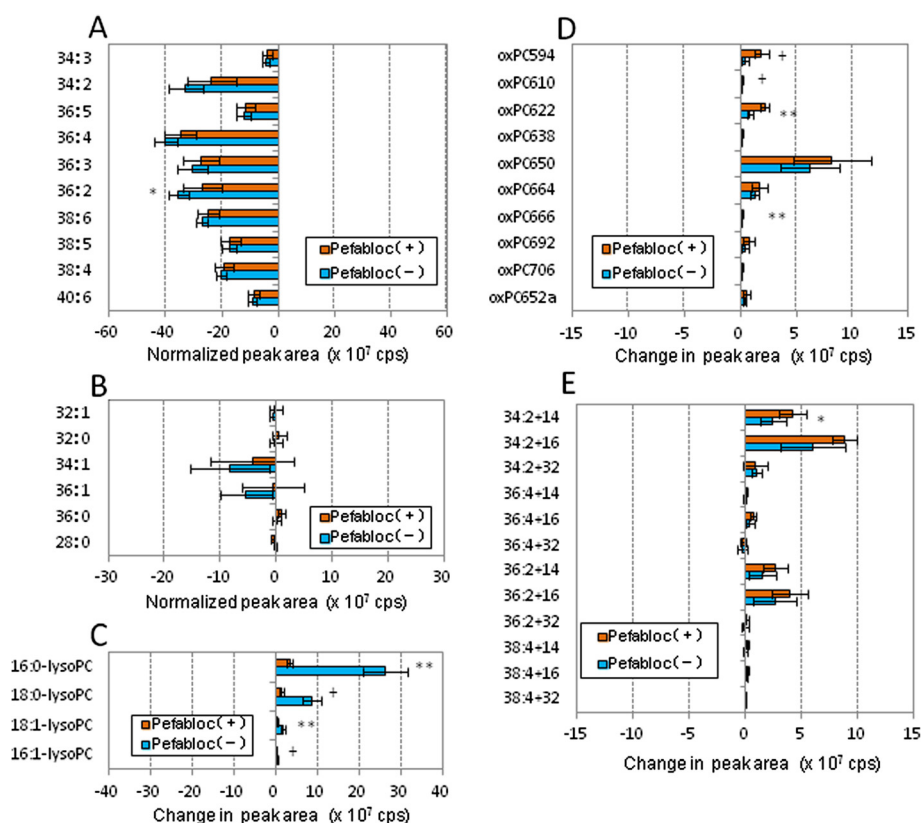 A
34:3
34:2
36:5
36:4
36:3
* 36:2
38:6
38:5
38:4
40:6
Pefabloc(+)
Pefabloc(−)
-60 -40 -20 0 20 40 60
Normalized peak area (x 10⁷ cps)
B
32:1
32:0
34:1
36:1
36:0
28:0
Pefabloc(+)
Pefabloc(−)
-30 -20 -10 0 10 20 30
Normalized peak area (x 10⁷ cps)
C
16:0-lysoPC **
18:0-lysoPC +
18:1-lysoPC **
16:1-lysoPC +
Pefabloc(+)
Pefabloc(−)
-40 -30 -20 -10 0 10 20 30 40
Change in peak area (x 10⁷ cps)
D
oxPC594 +
oxPC610 +
oxPC622 **
oxPC638
oxPC650
oxPC664
oxPC666 **
oxPC692
oxPC706
oxPC652a
Pefabloc(+)
Pefabloc(−)
-15 -10 -5 0 5 10 15
Change in peak area (x 10⁷ cps)
E
34:2+14 *
34:2+16
34:2+32
36:4+14
36:4+16
36:4+32
36:2+14
36:2+16
36:2+32
38:4+14
38:4+16
38:4+32
Pefabloc(+)
Pefabloc(−)
-15 -10 -5 0 5 10 15
Change in peak area (x 10⁷ cps)